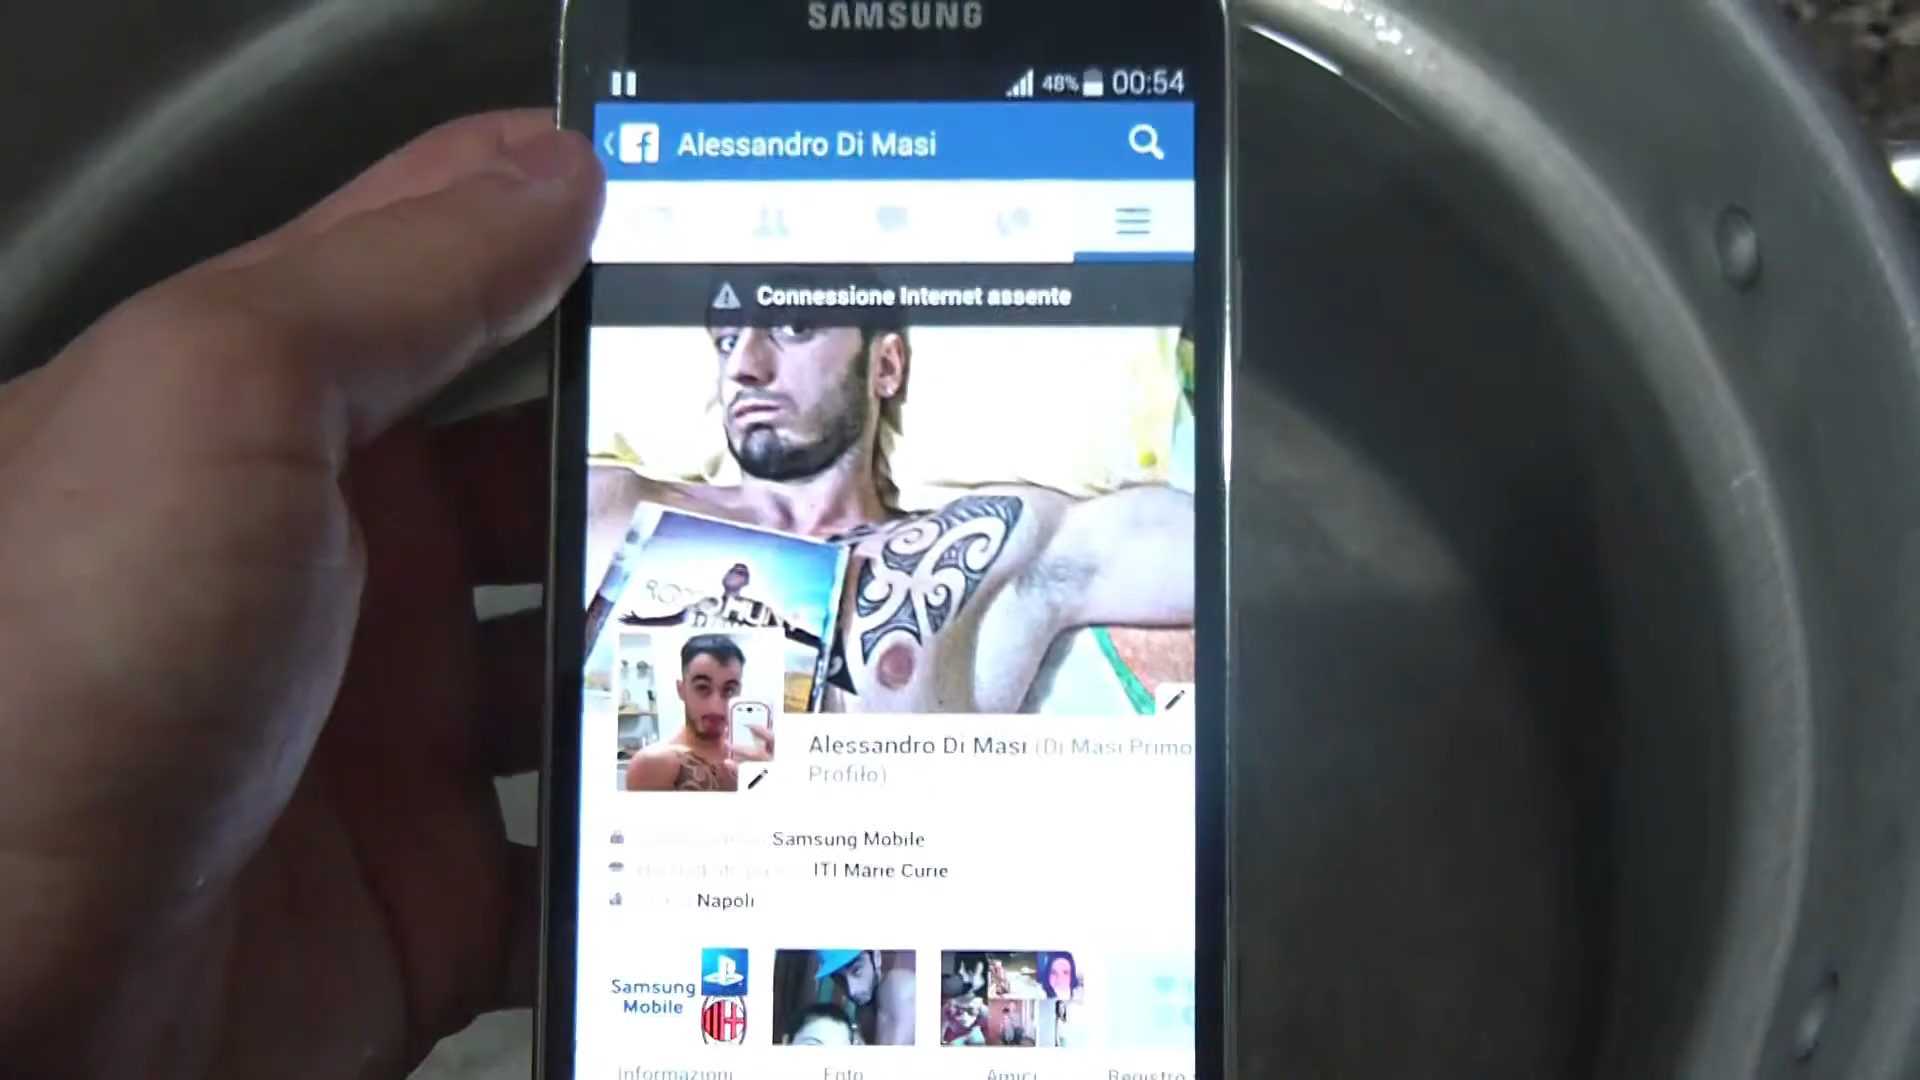 SAMSUNG
48% 00:54
Alessandro Di Masi
Connessione Internet assente
Alessandro Di Masi (Di Masi Primo
Profilo)
Samsung Mobile
ITI Marie Curie
Napoli
Samsung
Mobile
Informazioni Foto Amici Registro